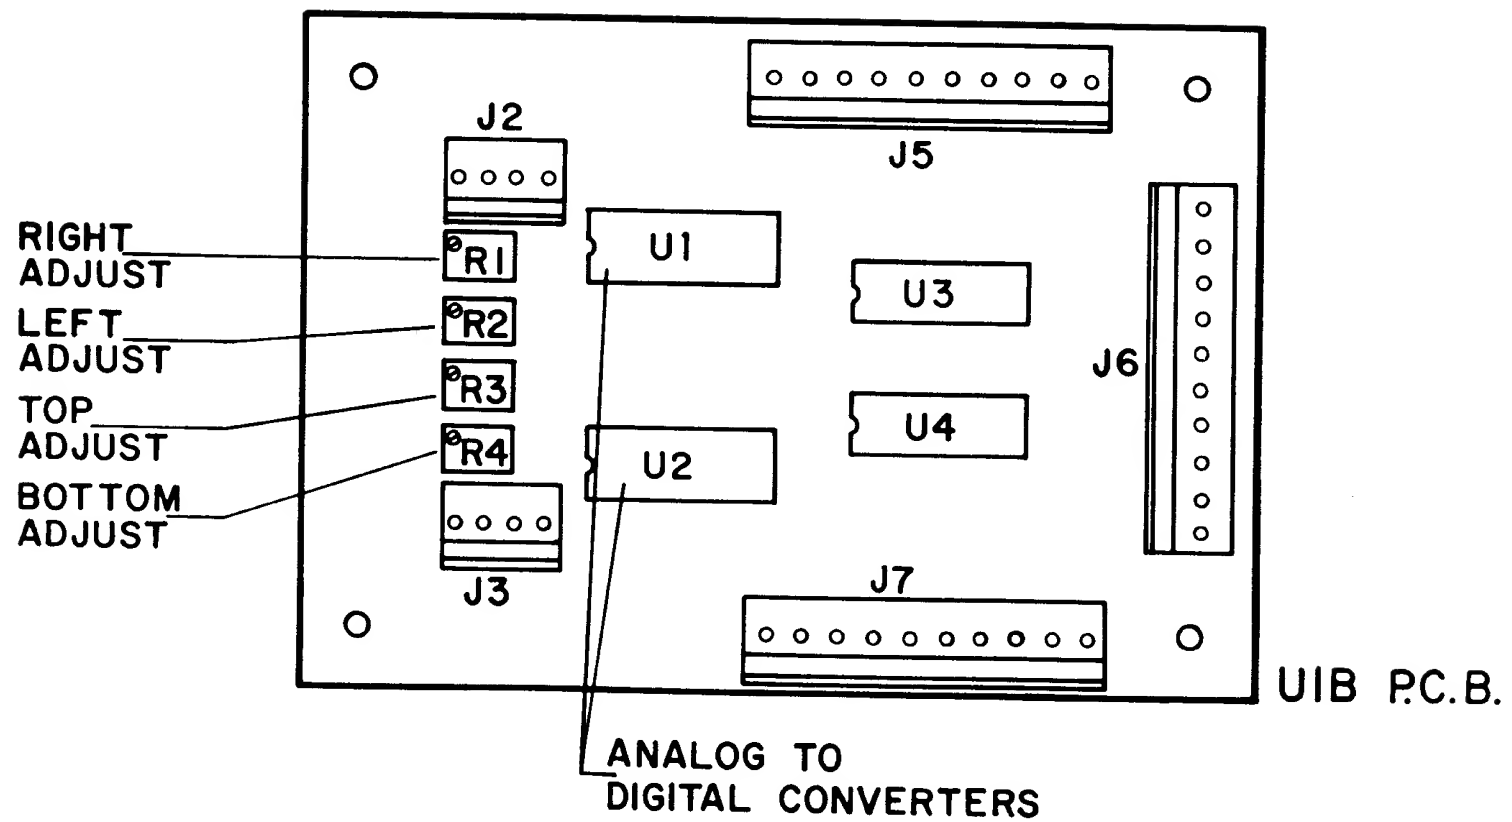 J2
J5
RIGHT
ADJUST
R1
U1
U3
LEFT
ADJUST
R2
J6
TOP
ADJUST
R3
U4
BOTTOM
ADJUST
R4
U2
J3
J7
UIB P.C.B.
ANALOG TO
DIGITAL CONVERTERS